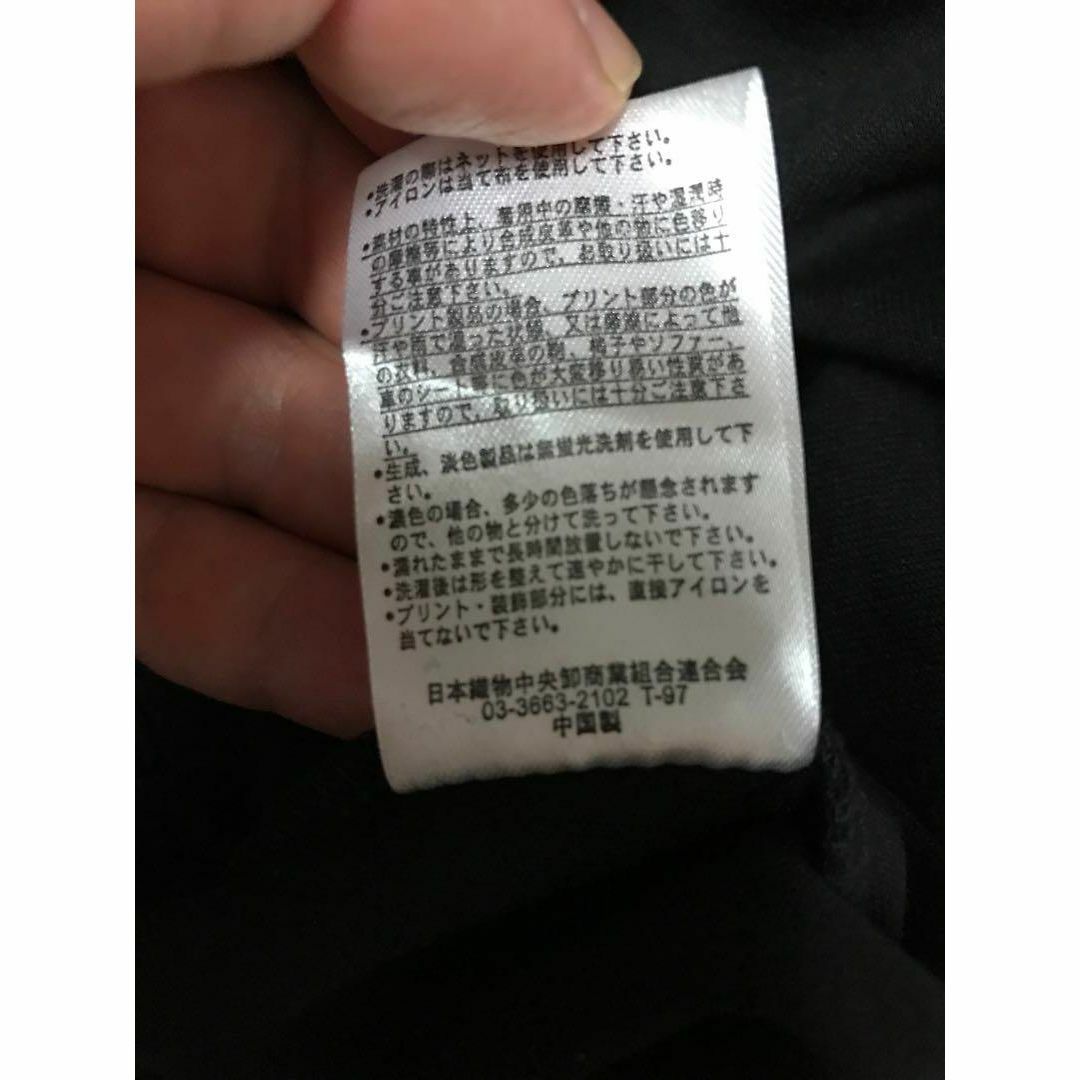 ・洗濯の際はネットを使用して下さい。
・アイロンは当て布を使用して下さい。
・素材の特性上、着用中の摩擦・汗や湿潤時
の摩擦等により合成皮革や他の物に色移り
する事がありますので、お取り扱いには十
分ご注意下さい。
・プリント製品の場合、プリント部分の色が
汗や雨で湿った状態、又は摩擦によって他
の衣料、合成皮革の鞄、椅子やソファー、
車のシート等に色が大変移り易い性質があ
りますので、取り扱いには十分ご注意下さ
い。
・生成、淡色製品は無蛍光洗剤を使用して下
さい。
・濃色の場合、多少の色落ちが懸念されます
ので、他の物と分けて洗って下さい。
・濡れたままで長時間放置しないで下さい。
・洗濯後は形を整えて速やかに干して下さい。
・プリント・装飾部分には、直接アイロンを
当てないで下さい。
日本織物中央卸商業組合連合会
03-3663-2102 T-97
中国製